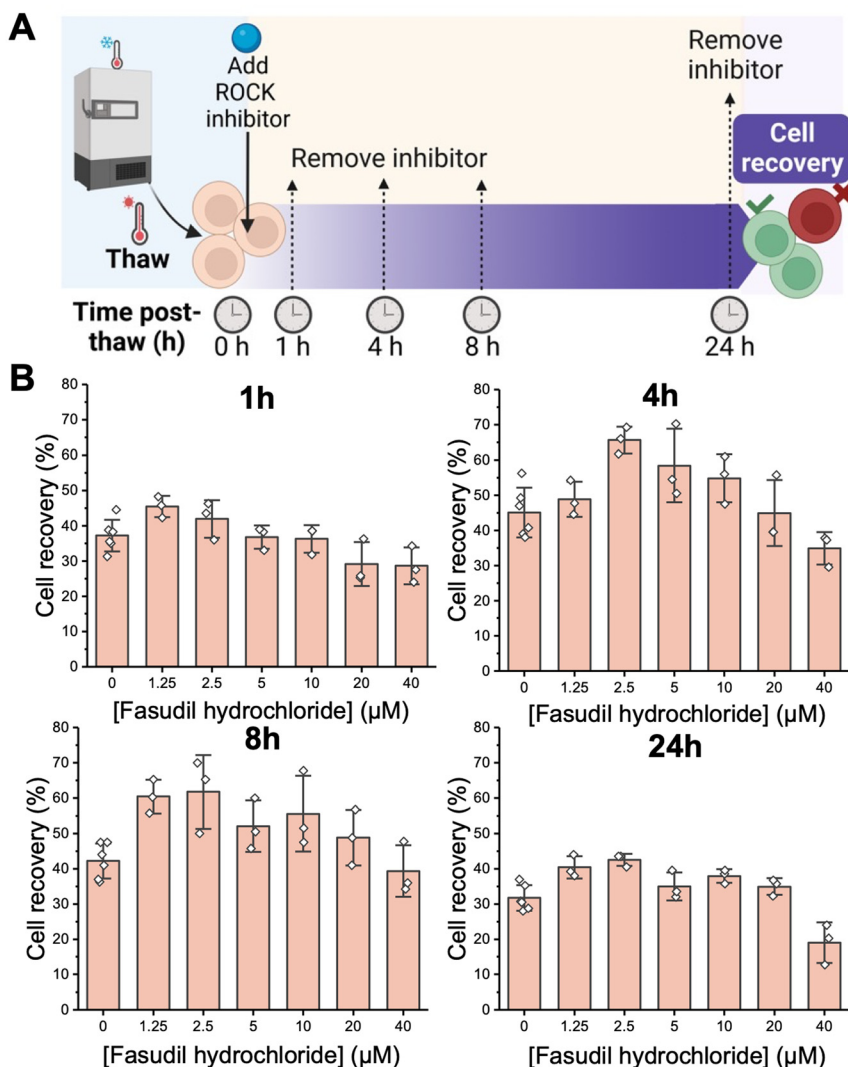 A
Add
ROCK
inhibitor
Remove inhibitor
Remove
inhibitor
Cell
recovery
Thaw
Time post-
thaw (h)
0 h
1 h
4 h
8 h
24 h
B
1h
Cell recovery (%)
80
70
60
50
40
30
20
10
0
0 1.25 2.5 5 10 20 40
[Fasudil hydrochloride] (µM)
4h
Cell recovery (%)
80
70
60
50
40
30
20
10
0
0 1.25 2.5 5 10 20 40
[Fasudil hydrochloride] (µM)
8h
Cell recovery (%)
80
70
60
50
40
30
20
10
0
0 1.25 2.5 5 10 20 40
[Fasudil hydrochloride] (µM)
24h
Cell recovery (%)
80
70
60
50
40
30
20
10
0
0 1.25 2.5 5 10 20 40
[Fasudil hydrochloride] (µM)